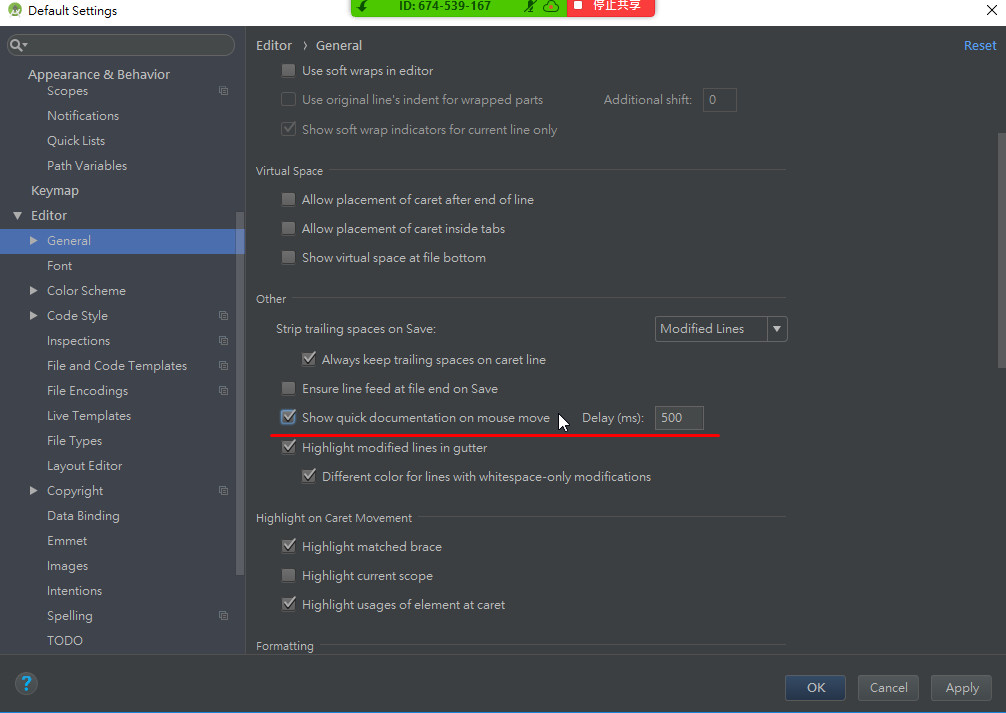 Default Settings
ID: 674-539-167
停止共享
Appearance & Behavior
Scopes
Notifications
Quick Lists
Path Variables
Keymap
Editor
General
Font
Color Scheme
Code Style
Inspections
File and Code Templates
File Encodings
Live Templates
File Types
Layout Editor
Copyright
Data Binding
Emmet
Images
Intentions
Spelling
TODO
Editor › General
Reset
Use soft wraps in editor
Use original line's indent for wrapped parts Additional shift: 0
Show soft wrap indicators for current line only
Virtual Space
Allow placement of caret after end of line
Allow placement of caret inside tabs
Show virtual space at file bottom
Other
Strip trailing spaces on Save: Modified Lines
Always keep trailing spaces on caret line
Ensure line feed at file end on Save
Show quick documentation on mouse move Delay (ms): 500
Highlight modified lines in gutter
Different color for lines with whitespace-only modifications
Highlight on Caret Movement
Highlight matched brace
Highlight current scope
Highlight usages of element at caret
Formatting
?
OK Cancel Apply